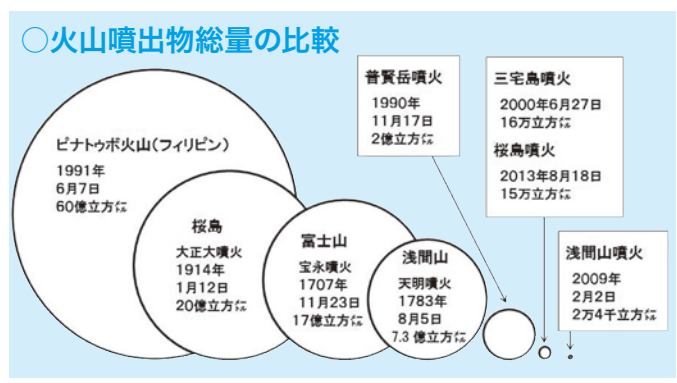 ○火山噴出物総量の比較
ピナトゥボ火山(フィリピン)
1991年
6月7日
60億立方㍍
桜島
大正大噴火
1914年
1月12日
20億立方㍍
富士山
宝永噴火
1707年
11月23日
17億立方㍍
浅間山
天明噴火
1783年
8月5日
7.3 億立方㍍
普賢岳噴火
1990年
11月17日
2億立方㍍
三宅島噴火
2000年6月27日
16万立方㍍
桜島噴火
2013年8月18日
15万立方㍍
浅間山噴火
2009年
2月2日
2万4千立方㍍